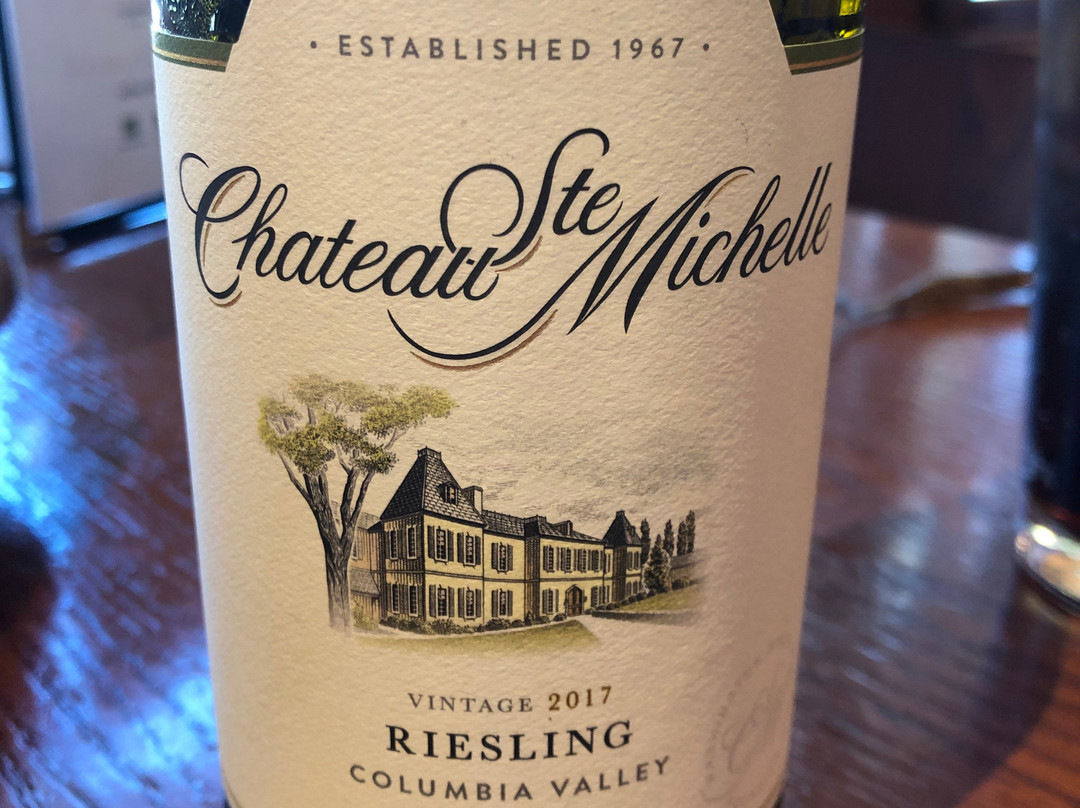 • ESTABLISHED 1967 •
Chateau Ste Michelle
VINTAGE 2017
RIESLING
COLUMBIA VALLEY